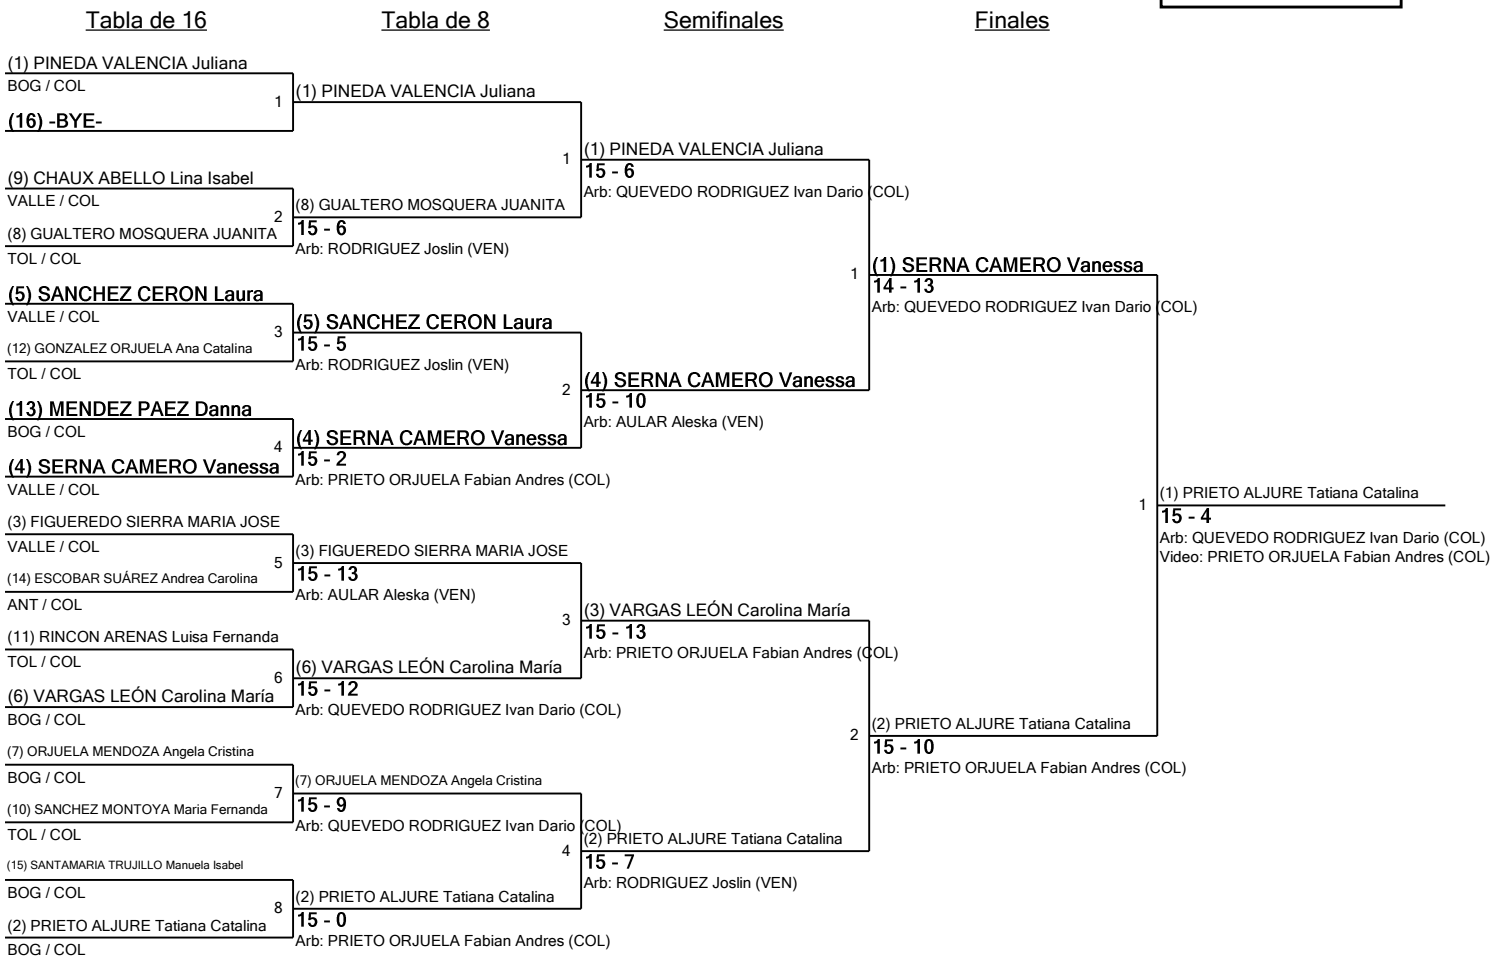 Tabla de 16
Tabla de 8
Semifinales
Finales
(1) PINEDA VALENCIA Juliana
BOG / COL
1
(16) -BYE-
(9) CHAUX ABELLO Lina Isabel
VALLE / COL
2
(8) GUALTERO MOSQUERA JUANITA
TOL / COL
(5) SANCHEZ CERON Laura
VALLE / COL
3
(12) GONZALEZ ORJUELA Ana Catalina
TOL / COL
(13) MENDEZ PAEZ Danna
BOG / COL
4
(4) SERNA CAMERO Vanessa
VALLE / COL
(3) FIGUEREDO SIERRA MARIA JOSE
VALLE / COL
5
(14) ESCOBAR SUÁREZ Andrea Carolina
ANT / COL
(11) RINCON ARENAS Luisa Fernanda
TOL / COL
6
(6) VARGAS LEÓN Carolina María
BOG / COL
(7) ORJUELA MENDOZA Angela Cristina
BOG / COL
7
(10) SANCHEZ MONTOYA Maria Fernanda
TOL / COL
(15) SANTAMARIA TRUJILLO Manuela Isabel
BOG / COL
8
(2) PRIETO ALJURE Tatiana Catalina
BOG / COL
(1) PINEDA VALENCIA Juliana
1
(8) GUALTERO MOSQUERA JUANITA
15 - 6
Arb: RODRIGUEZ Joslin (VEN)
(5) SANCHEZ CERON Laura
15 - 5
Arb: RODRIGUEZ Joslin (VEN)
2
(4) SERNA CAMERO Vanessa
15 - 2
Arb: PRIETO ORJUELA Fabian Andres (COL)
(3) FIGUEREDO SIERRA MARIA JOSE
15 - 13
Arb: AULAR Aleska (VEN)
3
(6) VARGAS LEÓN Carolina María
15 - 12
Arb: QUEVEDO RODRIGUEZ Ivan Dario (COL)
(7) ORJUELA MENDOZA Angela Cristina
15 - 9
Arb: QUEVEDO RODRIGUEZ Ivan Dario (COL)
4
(2) PRIETO ALJURE Tatiana Catalina
15 - 0
Arb: PRIETO ORJUELA Fabian Andres (COL)
(1) PINEDA VALENCIA Juliana
15 - 6
Arb: QUEVEDO RODRIGUEZ Ivan Dario (COL)
1
(4) SERNA CAMERO Vanessa
15 - 10
Arb: AULAR Aleska (VEN)
(3) VARGAS LEÓN Carolina María
15 - 13
Arb: PRIETO ORJUELA Fabian Andres (COL)
2
(2) PRIETO ALJURE Tatiana Catalina
15 - 7
Arb: RODRIGUEZ Joslin (VEN)
(1) SERNA CAMERO Vanessa
14 - 13
Arb: QUEVEDO RODRIGUEZ Ivan Dario (COL)
1
(2) PRIETO ALJURE Tatiana Catalina
15 - 10
Arb: PRIETO ORJUELA Fabian Andres (COL)
(1) PRIETO ALJURE Tatiana Catalina
15 - 4
Arb: QUEVEDO RODRIGUEZ Ivan Dario (COL)
Video: PRIETO ORJUELA Fabian Andres (COL)